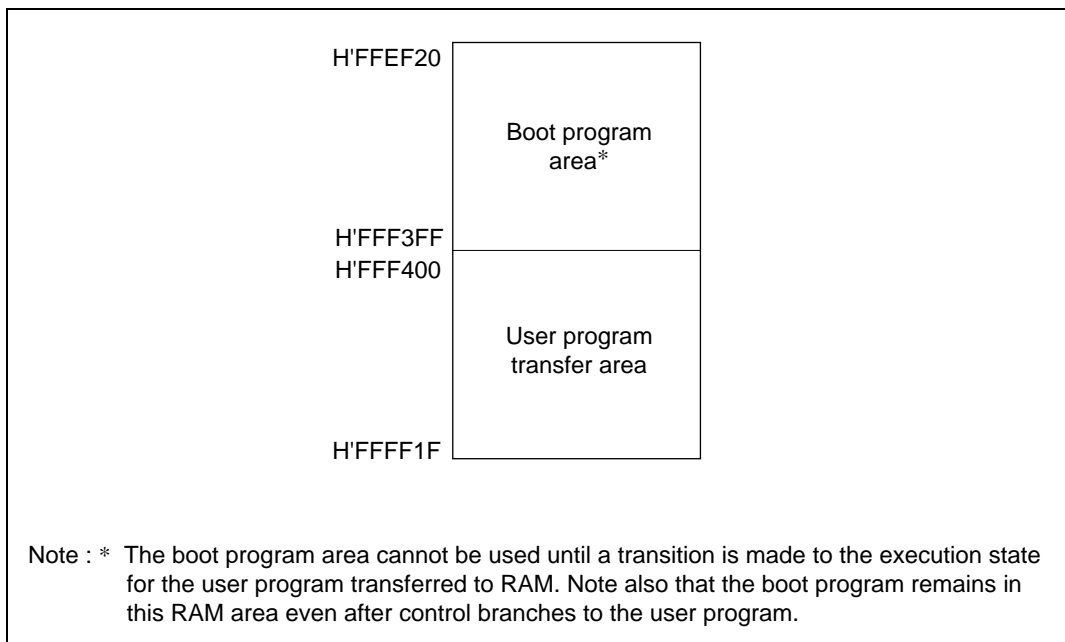 H'FFEF20
Boot program
area*
H'FFF3FF
H'FFF400
User program
transfer area
H'FFFF1F
Note : * The boot program area cannot be used until a transition is made to the execution state
for the user program transferred to RAM. Note also that the boot program remains in
this RAM area even after control branches to the user program.